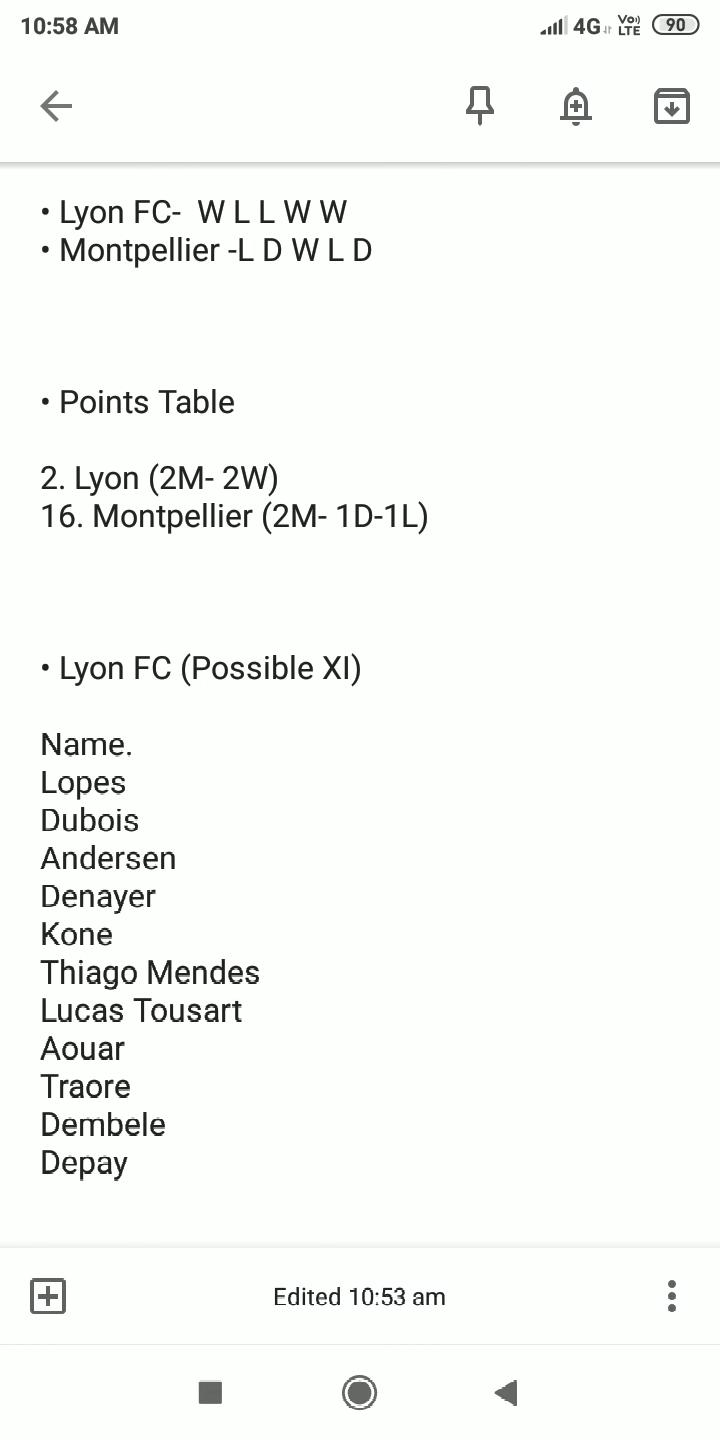 10:58 AM 4G Vo) LTE 90
• Lyon FC-  W L L W W
• Montpellier -L D W L D
• Points Table
2. Lyon (2M- 2W)
16. Montpellier (2M- 1D-1L)
• Lyon FC (Possible XI)
Name.
Lopes
Dubois
Andersen
Denayer
Kone
Thiago Mendes
Lucas Tousart
Aouar
Traore
Dembele
Depay
Edited 10:53 am